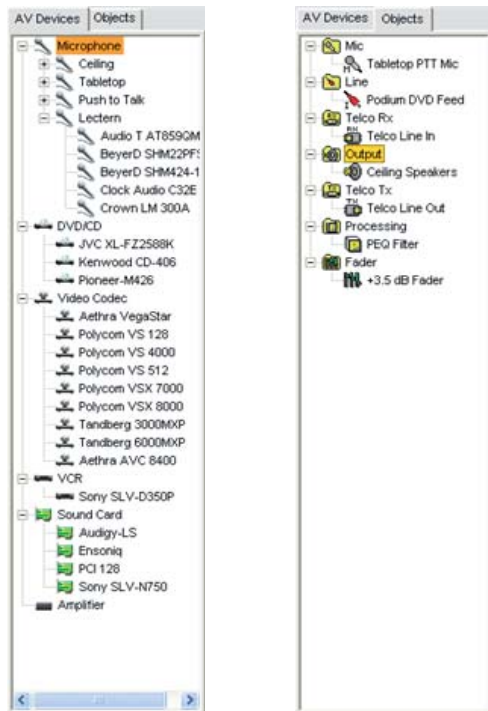 AV Devices Objects
Microphone
Ceiling
Tabletop
Push to Talk
Lectern
Audio T AT859QM
BeyerD SHM22PFS
BeyerD SHM424-1
Clock Audio C32E
Crown LM 300A
DVD/CD
JVC XL-FZ2588K
Kenwood CD-406
Pioneer-M426
Video Codec
Aethra VegaStar
Polycom VS 128
Polycom VS 4000
Polycom VS 512
Polycom VSX 7000
Polycom VSX 8000
Tandberg 3000MXP
Tandberg 6000MXP
Aethra AVC 8400
VCR
Sony SLV-D350P
Sound Card
Audigy-LS
Ensoniq
PCI 128
Sony SLV-N750
Amplifier
AV Devices Objects
Mic
Tabletop PTT Mic
Line
Podium DVD Feed
Telco Rx
Telco Line In
Output
Ceiling Speakers
Telco Tx
Telco Line Out
Processing
PEQ Filter
Fader
+3.5 dB Fader